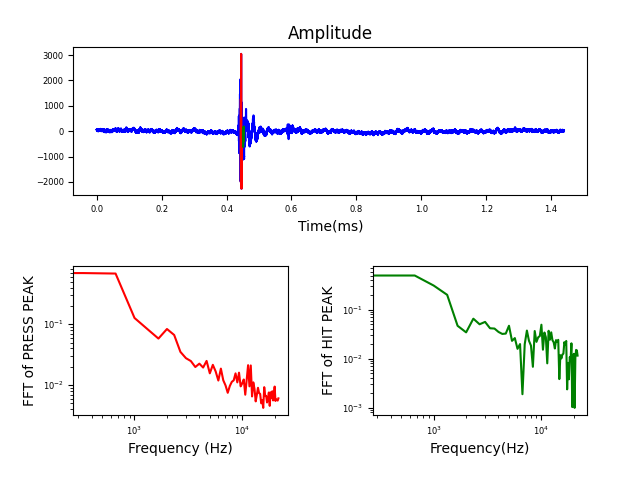 Amplitude
3000
2000
1000
0
−1000
−2000
0.0 0.2 0.4 0.6 0.8 1.0 1.2 1.4
Time(ms)
FFT of PRESS PEAK
10⁻¹
10⁻²
10³ 10⁴
Frequency (Hz)
FFT of HIT PEAK
10⁻¹
10⁻²
10⁻³
10³ 10⁴
Frequency(Hz)